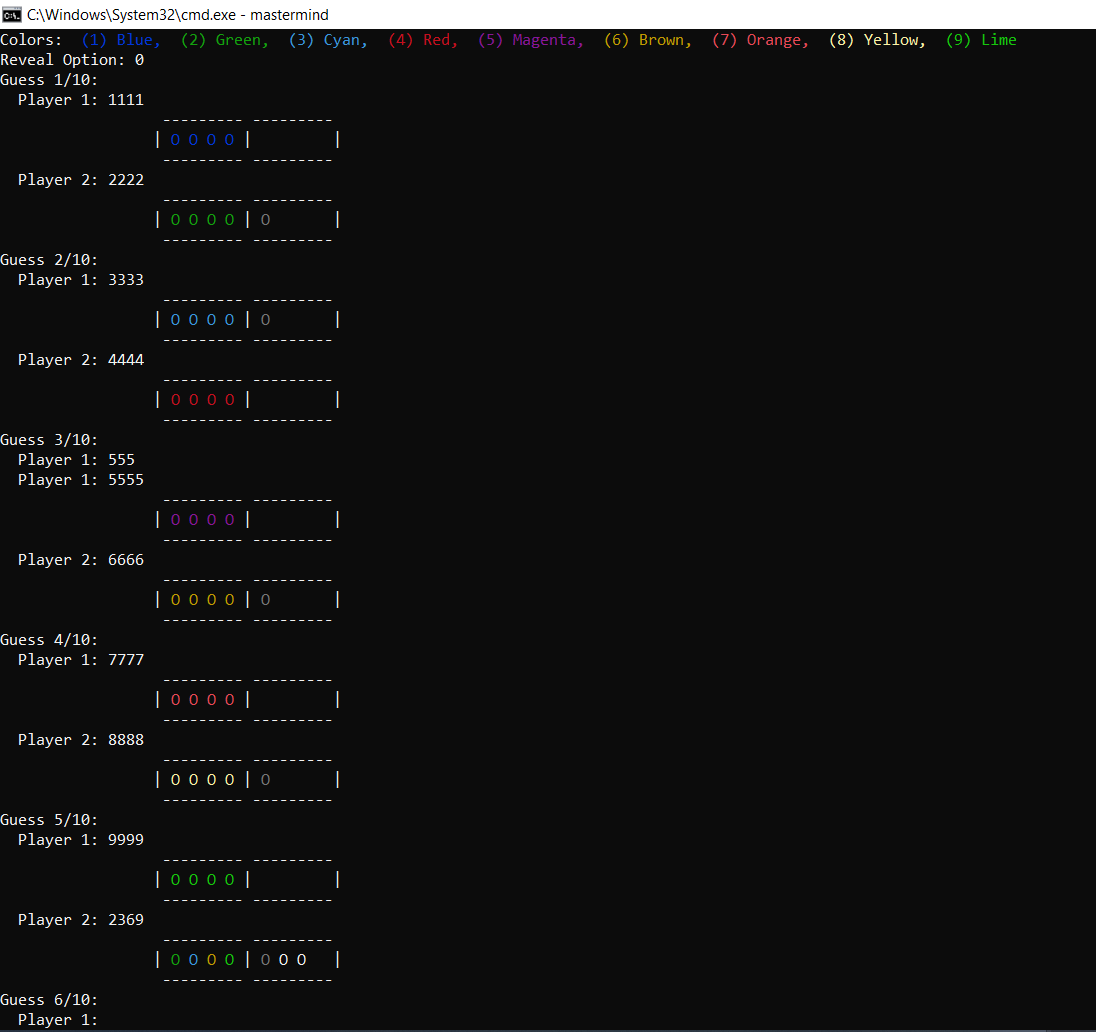 C:\Windows\System32\cmd.exe - mastermind
Colors:  (1) Blue,  (2) Green,  (3) Cyan,  (4) Red,  (5) Magenta,  (6) Brown,  (7) Orange,  (8) Yellow,  (9) Lime
Reveal Option: 0
Guess 1/10:
  Player 1: 1111
                  --------- ---------
                 | O O O O |         |
                  --------- ---------
  Player 2: 2222
                  --------- ---------
                 | O O O O | O       |
                  --------- ---------
Guess 2/10:
  Player 1: 3333
                  --------- ---------
                 | O O O O | O       |
                  --------- ---------
  Player 2: 4444
                  --------- ---------
                 | O O O O |         |
                  --------- ---------
Guess 3/10:
  Player 1: 555
  Player 1: 5555
                  --------- ---------
                 | O O O O |         |
                  --------- ---------
  Player 2: 6666
                  --------- ---------
                 | O O O O | O       |
                  --------- ---------
Guess 4/10:
  Player 1: 7777
                  --------- ---------
                 | O O O O |         |
                  --------- ---------
  Player 2: 8888
                  --------- ---------
                 | O O O O | O       |
                  --------- ---------
Guess 5/10:
  Player 1: 9999
                  --------- ---------
                 | O O O O |         |
                  --------- ---------
  Player 2: 2369
                  --------- ---------
                 | O O O O | O O O   |
                  --------- ---------
Guess 6/10:
  Player 1: